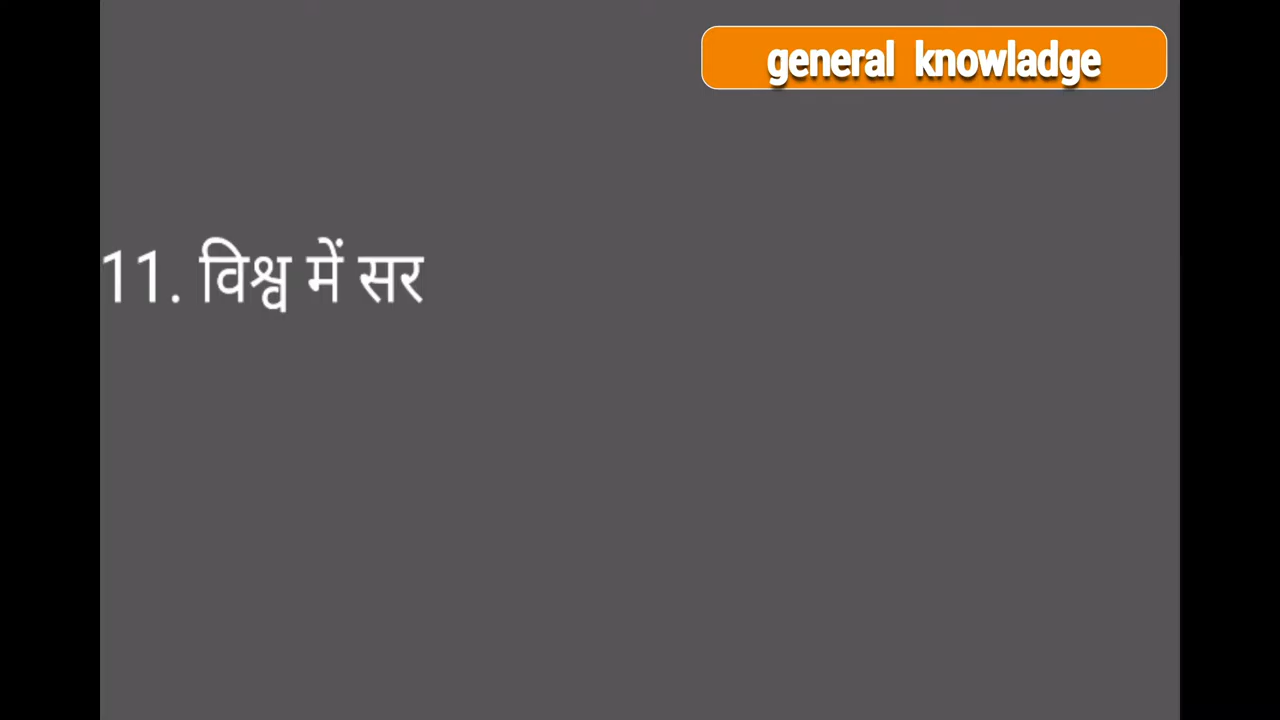 general knowladge
11. विश्व में सर